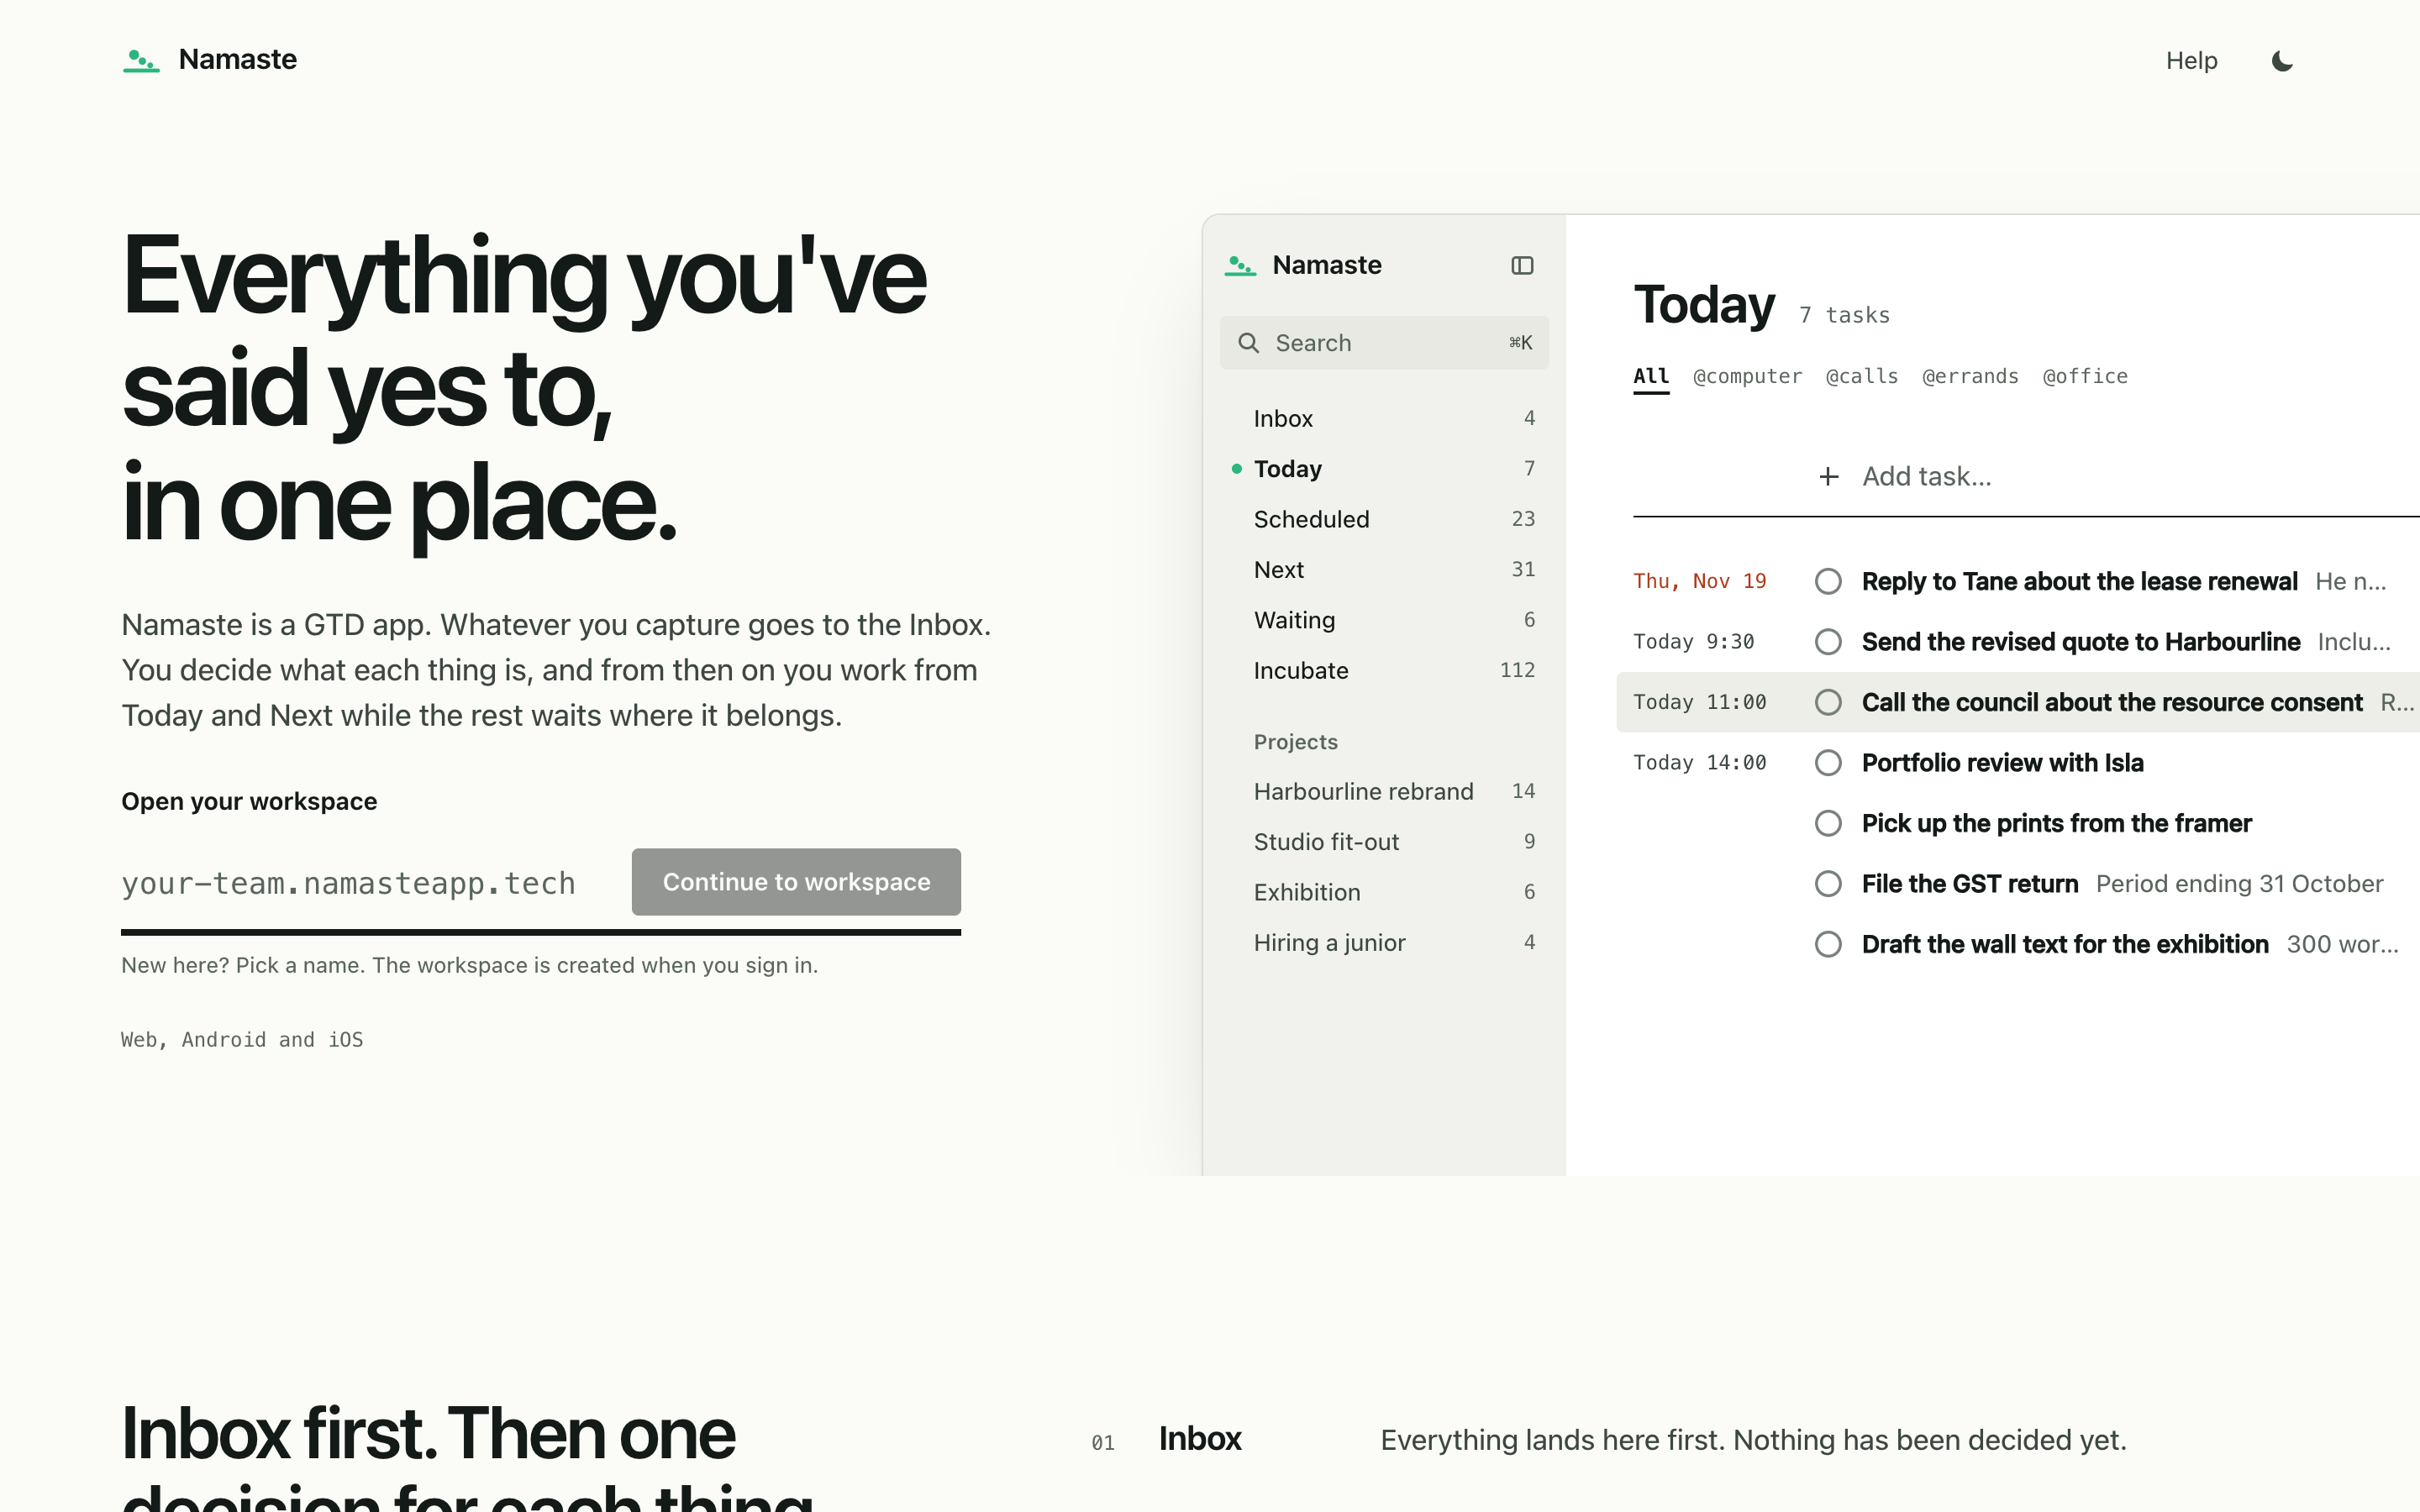 Namaste
Help
Everything you've
said yes to,
in one place.
Namaste is a GTD app. Whatever you capture goes to the Inbox.
You decide what each thing is, and from then on you work from
Today and Next while the rest waits where it belongs.
Open your workspace
your-team.namasteapp.tech
Continue to workspace
New here? Pick a name. The workspace is created when you sign in.
Web, Android and iOS
Namaste
Search ⌘K
Inbox 4
Today 7
Scheduled 23
Next 31
Waiting 6
Incubate 112
Projects
Harbourline rebrand 14
Studio fit-out 9
Exhibition 6
Hiring a junior 4
Today 7 tasks
All @computer @calls @errands @office
+ Add task...
Thu, Nov 19 Reply to Tane about the lease renewal He n...
Today 9:30 Send the revised quote to Harbourline Inclu...
Today 11:00 Call the council about the resource consent R...
Today 14:00 Portfolio review with Isla
Pick up the prints from the framer
File the GST return Period ending 31 October
Draft the wall text for the exhibition 300 wor...
Inbox first. Then one
decision for each thing
01 Inbox Everything lands here first. Nothing has been decided yet.